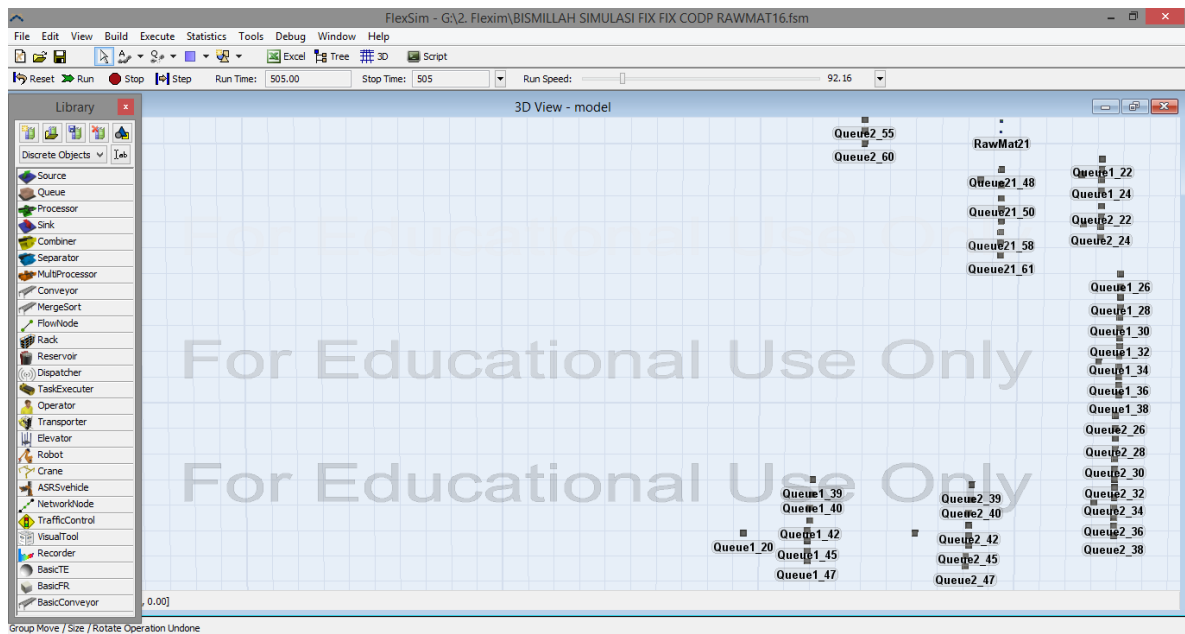 FlexSim - G:\2. Flexim\BISMILLAH SIMULASI FIX FIX CODP RAWMAT16.fsm
File Edit View Build Execute Statistics Tools Debug Window Help
Excel Tree 3D Script
Reset Run Stop Step Run Time: 505.00 Stop Time: 505 Run Speed: 92.16
Library
3D View - model
Discrete Objects
Source
Queue
Processor
Sink
Combiner
Separator
MultiProcessor
Conveyor
MergeSort
FlowNode
Rack
Reservoir
Dispatcher
TaskExecuter
Operator
Transporter
Elevator
Robot
Crane
ASRSvehicle
NetworkNode
TrafficControl
VisualTool
Recorder
BasicTE
BasicFR
BasicConveyor
Queue2_55
Queue2_60
RawMat21
Queue21_48
Queue21_50
Queue21_58
Queue21_61
Queue1_22
Queue1_24
Queue2_22
Queue2_24
Queue1_26
Queue1_28
Queue1_30
Queue1_32
Queue1_34
Queue1_36
Queue1_38
Queue2_26
Queue2_28
Queue2_30
Queue2_32
Queue2_34
Queue2_36
Queue2_38
For Educational Use Only
For Educational Use Only
For Educational Use Only
Queue1_39
Queue1_40
Queue1_42
Queue1_20
Queue1_45
Queue1_47
Queue2_39
Queue2_40
Queue2_42
Queue2_45
Queue2_47
, 0.00]
Group Move / Size / Rotate Operation Undone